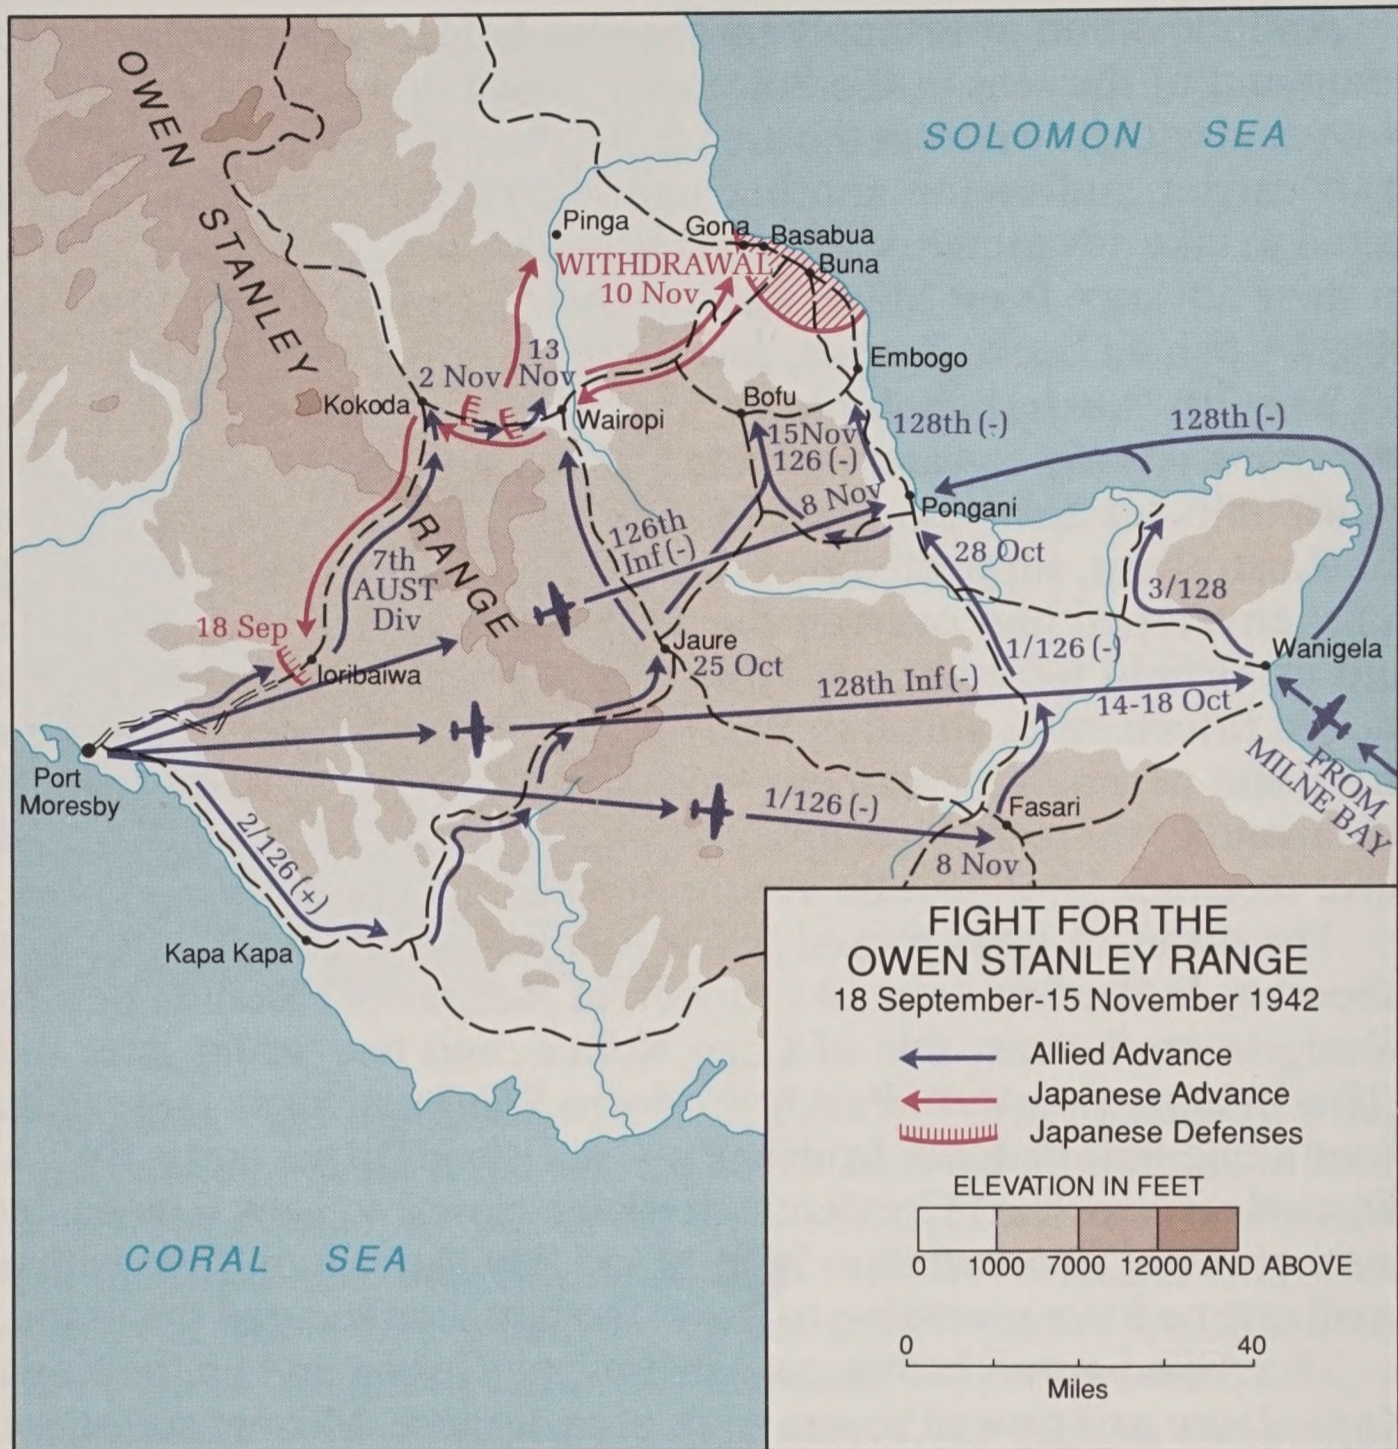 OWEN STANLEY RANGE
SOLOMON SEA
Pinga
Gona
Basabua
Buna
WITHDRAWAL
10 Nov
13
Nov
2 Nov
Embogo
Kokoda
Wairopi
Bofu
15Nov
126 (-)
128th (-)
128th (-)
8 Nov
Pongani
126th
Inf (-)
28 Oct
7th
AUST
Div
3/128
18 Sep
Ioribaiwa
Jaure
25 Oct
1/126 (-)
Wanigela
128th Inf (-)
14-18 Oct
Port
Moresby
FROM
MILNE BAY
1/126 (-)
Fasari
8 Nov
2/126 (+)
Kapa Kapa
CORAL SEA
FIGHT FOR THE
OWEN STANLEY RANGE
18 September-15 November 1942
Allied Advance
Japanese Advance
Japanese Defenses
ELEVATION IN FEET
0 1000 7000 12000 AND ABOVE
0 40
Miles